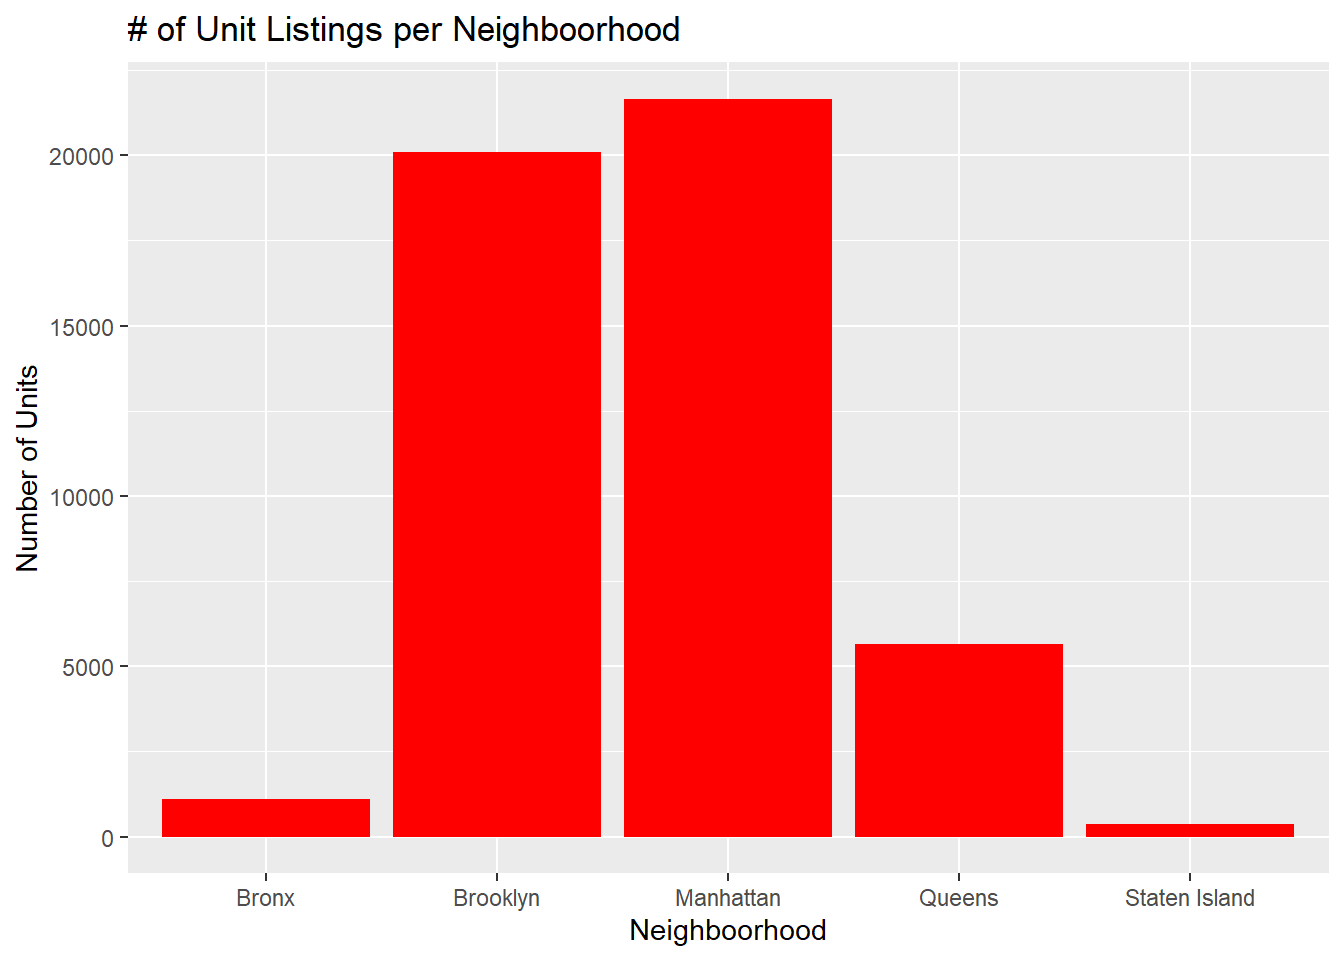 # of Unit Listings per Neighboorhood
Number of Units
20000
15000
10000
5000
0
Bronx Brooklyn Manhattan Queens Staten Island
Neighboorhood